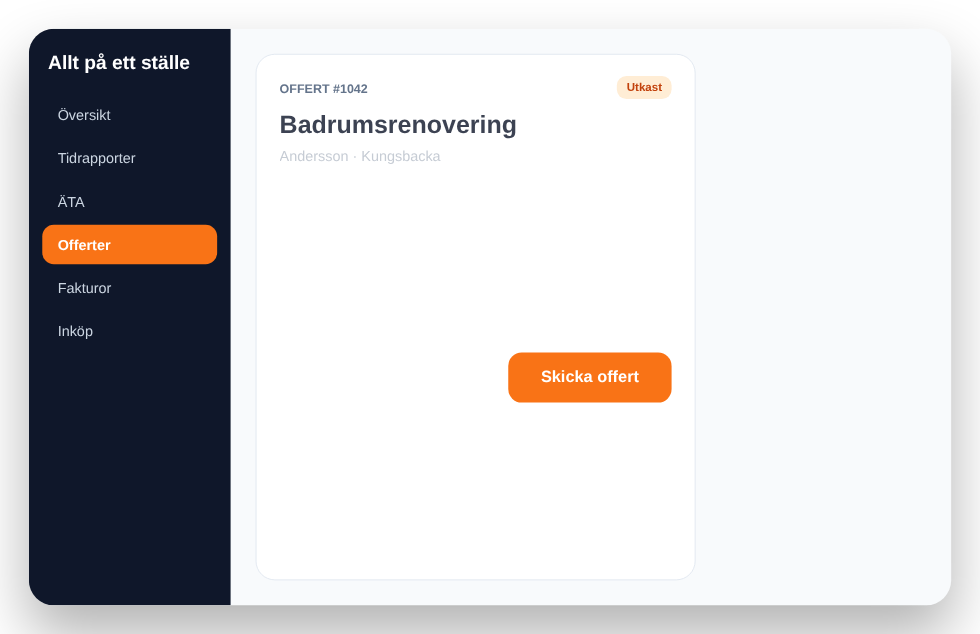 Allt på ett ställe
Översikt
Tidrapporter
ÄTA
Offerter
Fakturor
Inköp
OFFERT #1042
Utkast
Badrumsrenovering
Andersson · Kungsbacka
Skicka offert